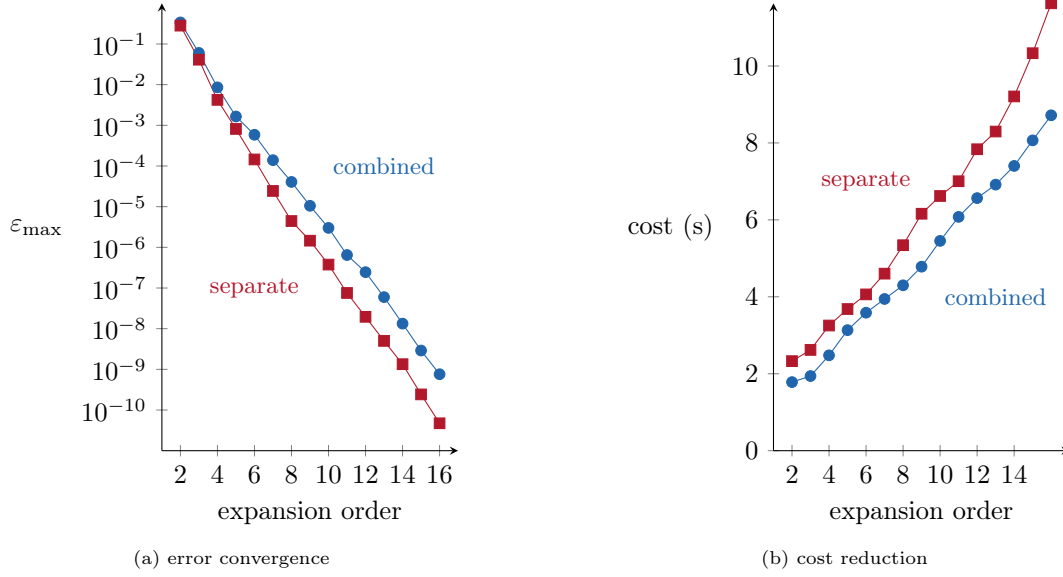 10⁻¹
10⁻²
10⁻³
10⁻⁴
10⁻⁵
10⁻⁶
10⁻⁷
10⁻⁸
10⁻⁹
10⁻¹⁰
ε_max
combined
separate
2 4 6 8 10 12 14 16
expansion order
(a) error convergence
10
8
6
4
2
0
cost (s)
separate
combined
2 4 6 8 10 12 14
expansion order
(b) cost reduction